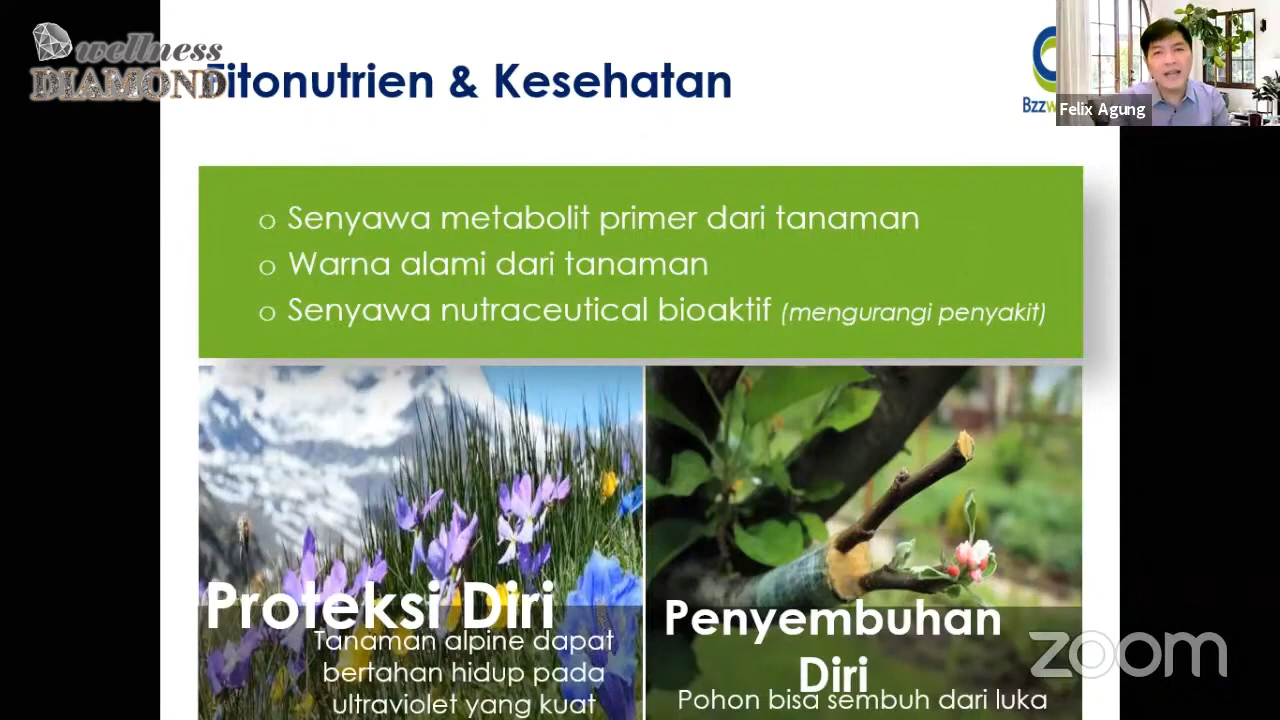 wellness
DIAMOND
Fitonutrien & Kesehatan
Felix Agung
o Senyawa metabolit primer dari tanaman
o Warna alami dari tanaman
o Senyawa nutraceutical bioaktif (mengurangi penyakit)
Proteksi Diri
Tanaman alpine dapat
bertahan hidup pada
ultraviolet yang kuat
Penyembuhan
Diri
Pohon bisa sembuh dari luka
zoom